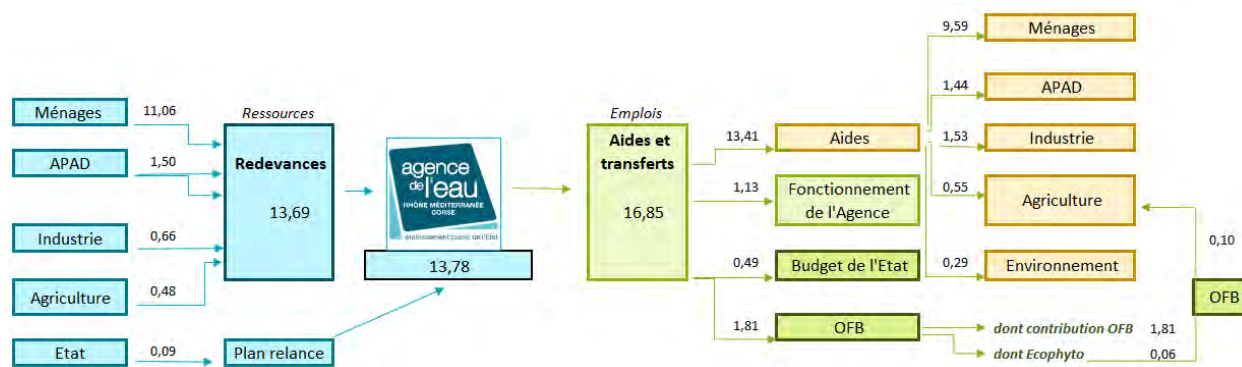 Ménages
11,06
APAD
1,50
Industrie
0,66
Agriculture
0,48
Etat
0,09
Ressources
Redevances
13,69
Plan relance
agence
de
l'eau
RHÔNE MÉDITERRANÉE
CORSE
établissement public de l'Etat
13,78
Emplois
Aides et
transferts
16,85
13,41
Aides
1,13
Fonctionnement
de l'Agence
0,49
Budget de l'Etat
1,81
OFB
9,59
Ménages
1,44
APAD
1,53
Industrie
0,55
Agriculture
0,29
Environnement
dont contribution OFB 1,81
dont Ecophyto 0,06
0,10
OFB